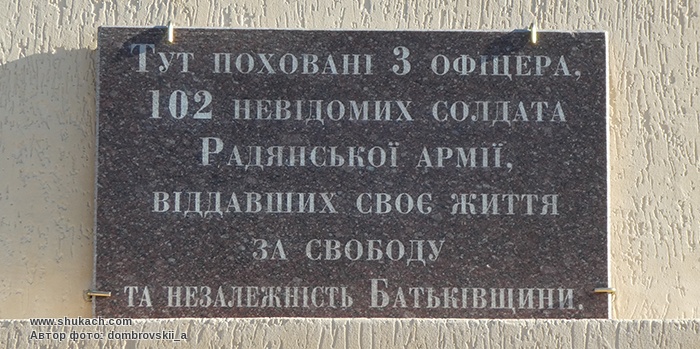 Тут поховані 3 офіцера,
102 невідомих солдата
Радянської армії,
віддавших своє життя
за свободу
та незалежність Батьківщини.
www.shukach.com
Автор фото: dombrovskii_a